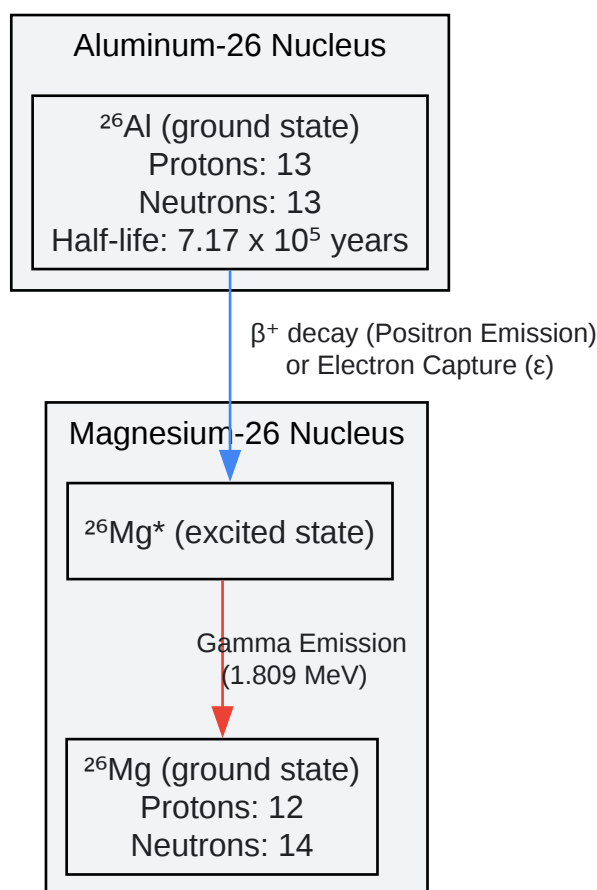 Aluminum-26 Nucleus
²⁶Al (ground state)
Protons: 13
Neutrons: 13
Half-life: 7.17 x 10⁵ years
β⁺ decay (Positron Emission)
or Electron Capture (ε)
Magnesium-26 Nucleus
²⁶Mg* (excited state)
Gamma Emission
(1.809 MeV)
²⁶Mg (ground state)
Protons: 12
Neutrons: 14